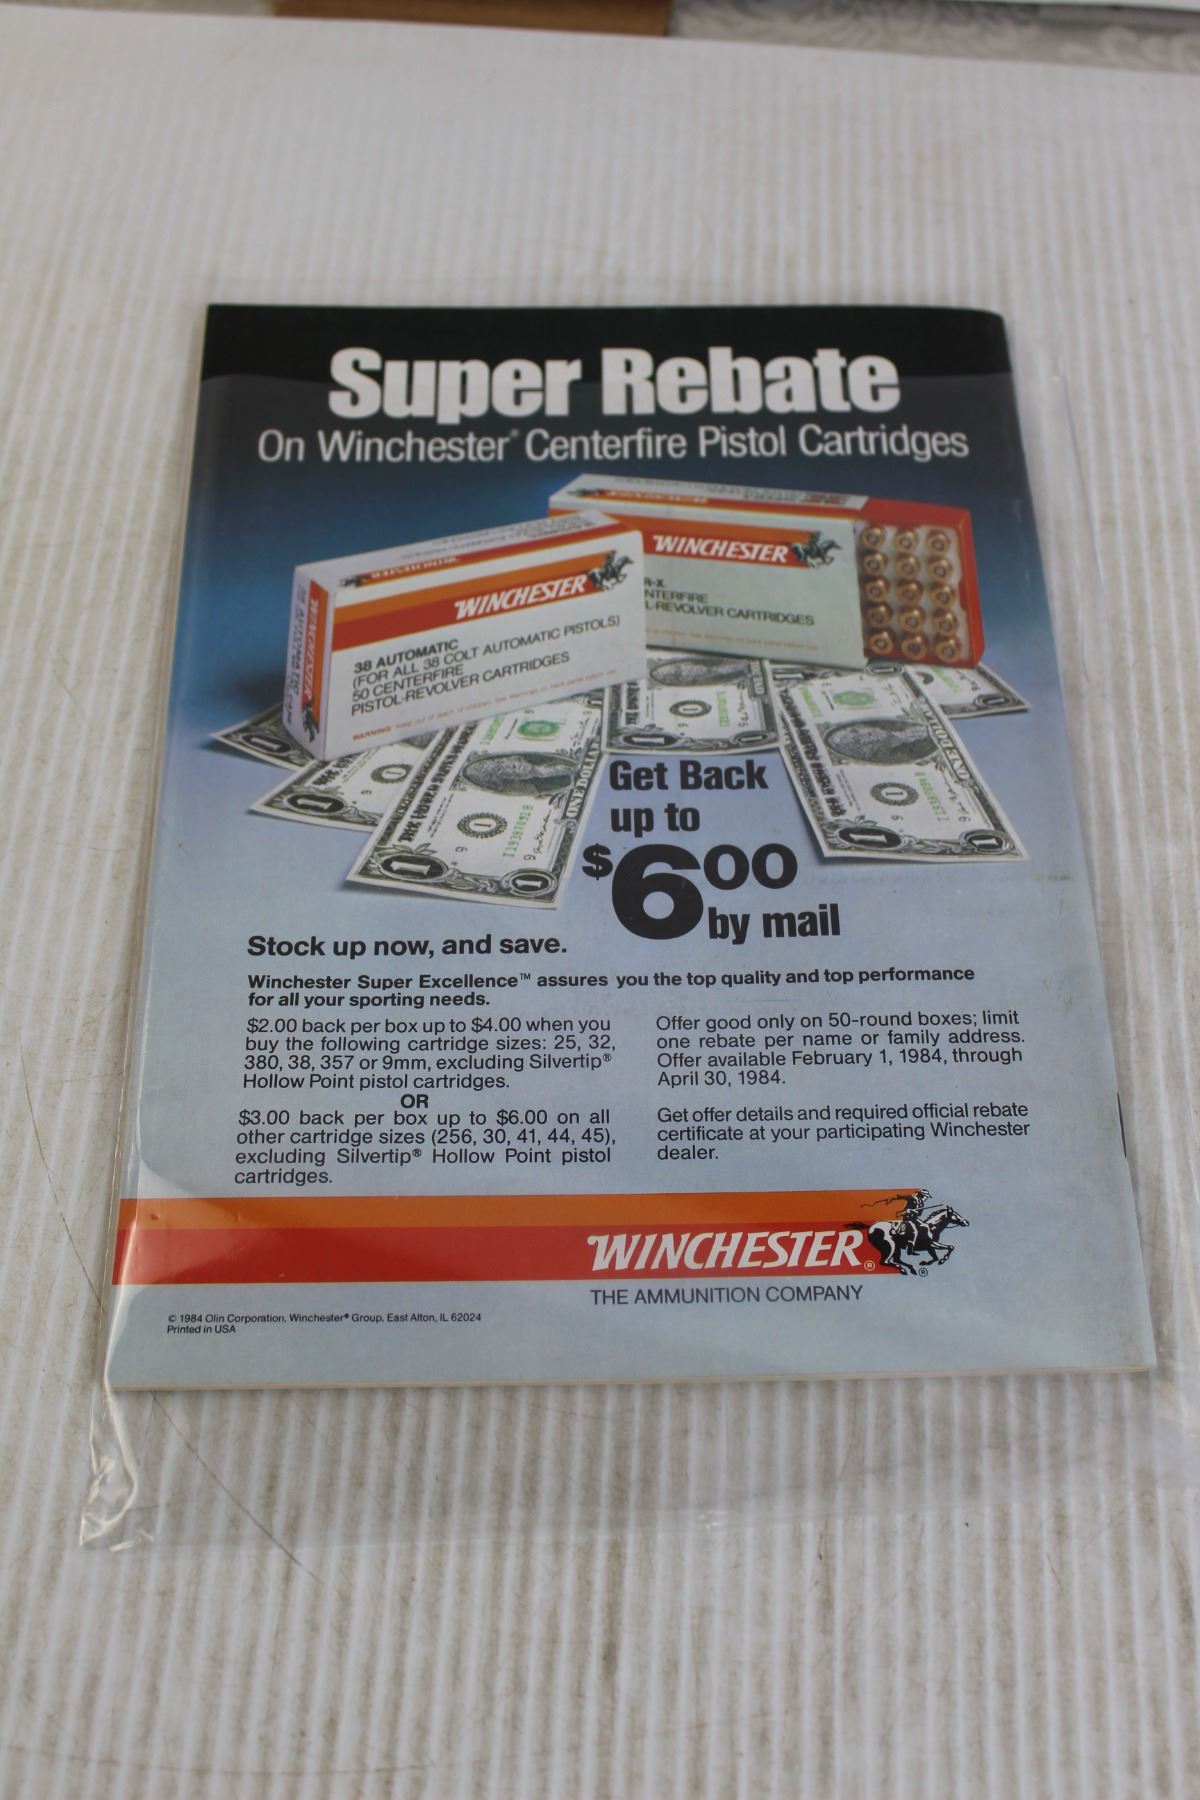 Super Rebate
On Winchester® Centerfire Pistol Cartridges
WINCHESTER
38 AUTOMATIC
(FOR ALL 38 COLT AUTOMATIC PISTOLS)
50 CENTERFIRE
PISTOL-REVOLVER CARTRIDGES
WINCHESTER
R-X
NTERFIRE
L-REVOLVER CARTRIDGES
WINCHESTER
ONE DOLLAR
Get Back
up to
$6.00
by mail
Stock up now, and save.
Winchester Super Excellence™ assures you the top quality and top performance
for all your sporting needs.
$2.00 back per box up to $4.00 when you
buy the following cartridge sizes: 25, 32,
380, 38, 357 or 9mm, excluding Silvertip®
Hollow Point pistol cartridges.
OR
$3.00 back per box up to $6.00 on all
other cartridge sizes (256, 30, 41, 44, 45),
excluding Silvertip® Hollow Point pistol
cartridges.
Offer good only on 50-round boxes; limit
one rebate per name or family address.
Offer available February 1, 1984, through
April 30, 1984.
Get offer details and required official rebate
certificate at your participating Winchester
dealer.
WINCHESTER®
THE AMMUNITION COMPANY
© 1984 Olin Corporation, Winchester® Group, East Alton, IL 62024
Printed in USA